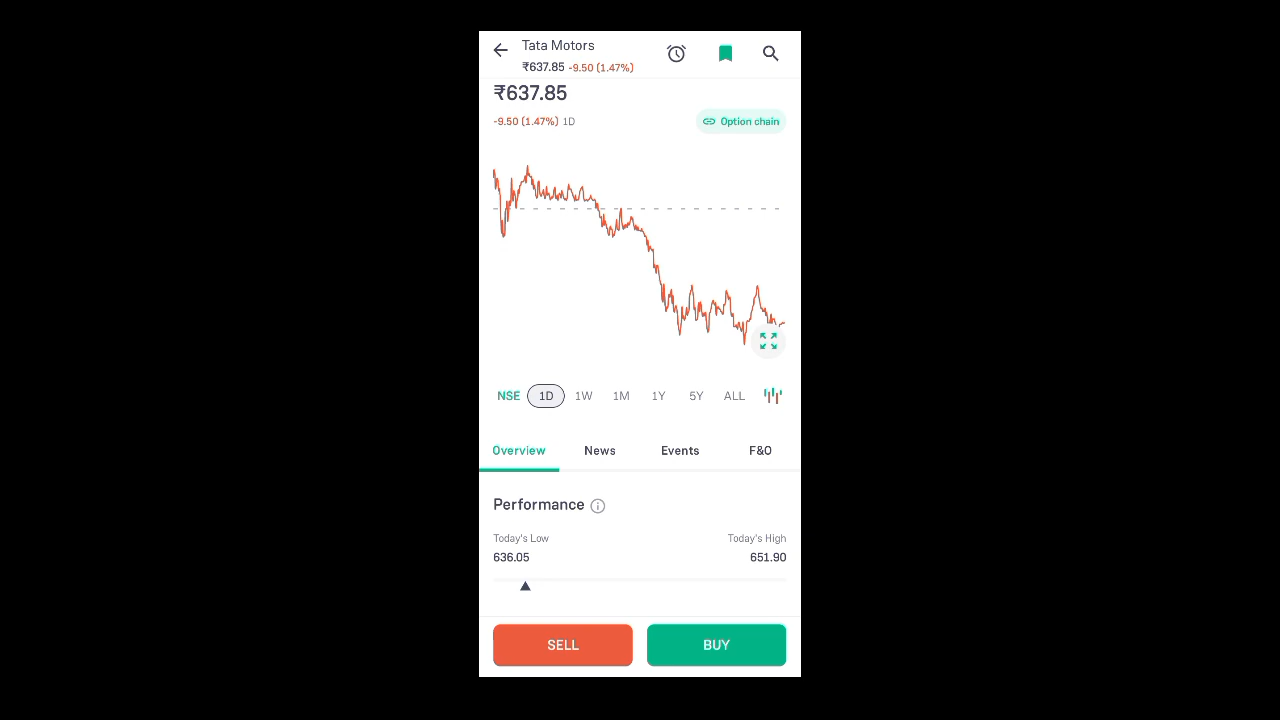 Tata Motors
₹637.85 -9.50 (1.47%)
₹637.85
-9.50 (1.47%) 1D
Option chain
NSE 1D 1W 1M 1Y 5Y ALL
Overview News Events F&O
Performance
Today's Low Today's High
636.05 651.90
SELL BUY